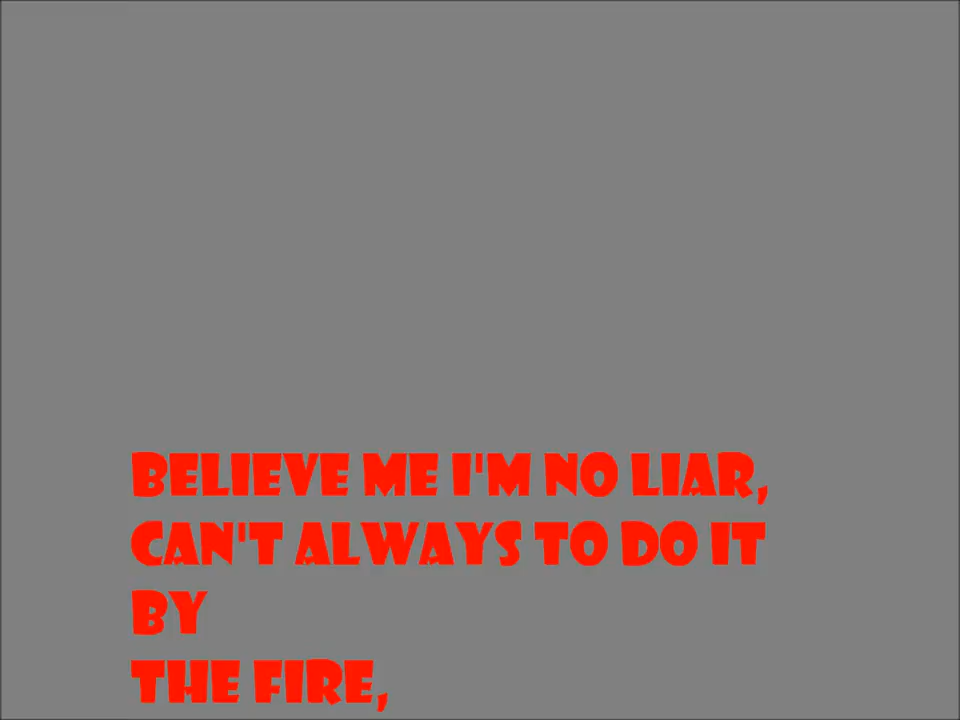 BELIEVE ME I'M NO LIAR,
CAN'T ALWAYS TO DO IT
BY
THE FIRE,